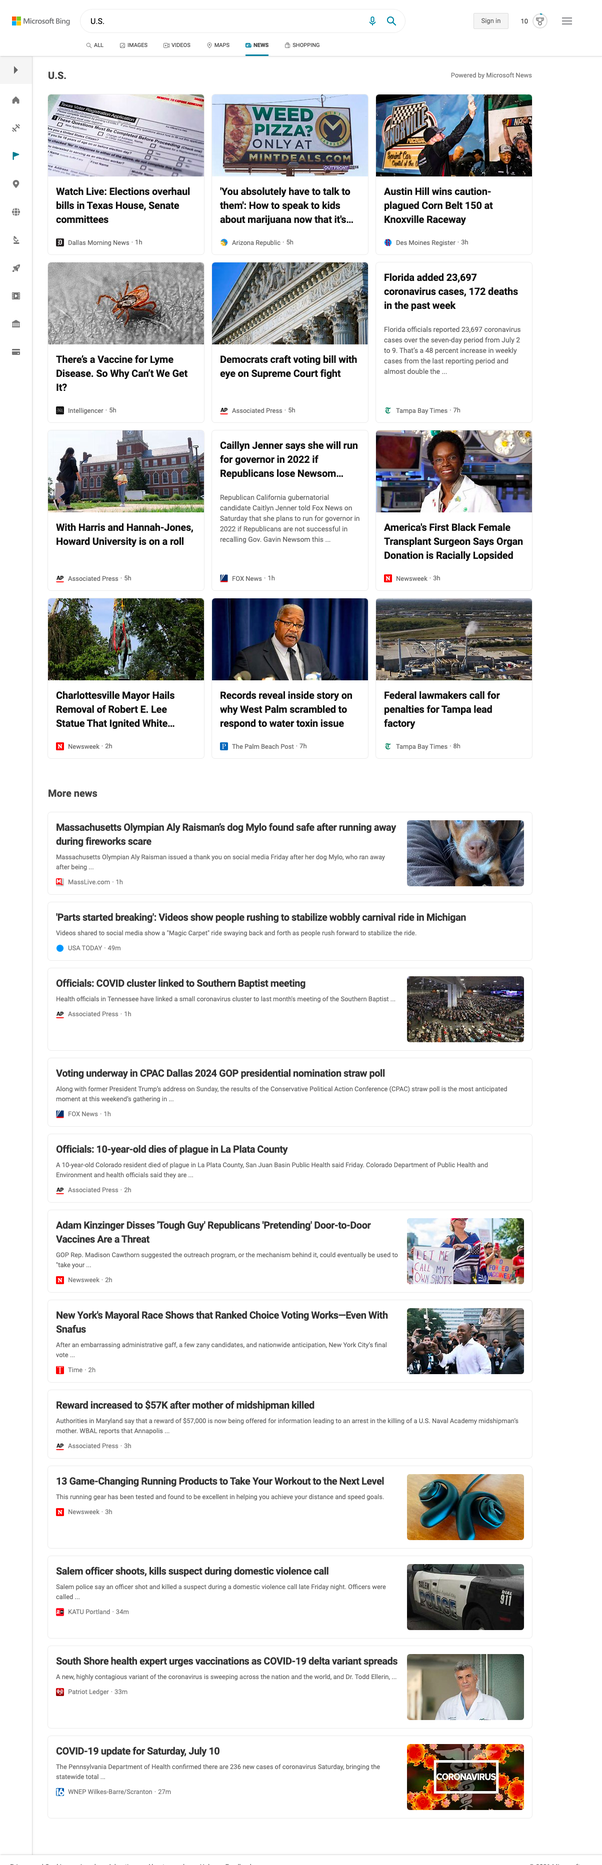 Microsoft Bing
U.S.
Sign in
10
ALL
IMAGES
VIDEOS
MAPS
NEWS
SHOPPING
U.S.
Powered by Microsoft News
Texas Voter Registration Application
WEED
PIZZA?
ONLY AT
MINTDEALS.COM
Watch Live: Elections overhaul
bills in Texas House, Senate
committees
Dallas Morning News · 1h
'You absolutely have to talk to
them': How to speak to kids
about marijuana now that it's...
Arizona Republic · 5h
Austin Hill wins caution-
plagued Corn Belt 150 at
Knoxville Raceway
Des Moines Register · 3h
There's a Vaccine for Lyme
Disease. So Why Can't We Get
It?
Intelligencer · 5h
Democrats craft voting bill with
eye on Supreme Court fight
AP Associated Press · 5h
Florida added 23,697
coronavirus cases, 172 deaths
in the past week
Florida officials reported 23,697 coronavirus
cases over the seven-day period from July 2
to 9. That's a 48 percent increase in weekly
cases from the last reporting period and
almost double the ...
Tampa Bay Times · 7h
With Harris and Hannah-Jones,
Howard University is on a roll
AP Associated Press · 5h
Caillyn Jenner says she will run
for governor in 2022 if
Republicans lose Newsom...
Republican California gubernatorial
candidate Caitlyn Jenner told Fox News on
Saturday that she plans to run for governor in
2022 if Republicans are not successful in
recalling Gov. Gavin Newsom this ...
FOX News · 1h
America's First Black Female
Transplant Surgeon Says Organ
Donation is Racially Lopsided
N Newsweek · 3h
Charlottesville Mayor Hails
Removal of Robert E. Lee
Statue That Ignited White...
N Newsweek · 2h
Records reveal inside story on
why West Palm scrambled to
respond to water toxin issue
The Palm Beach Post · 7h
Federal lawmakers call for
penalties for Tampa lead
factory
Tampa Bay Times · 8h
More news
Massachusetts Olympian Aly Raisman's dog Mylo found safe after running away
during fireworks scare
Massachusetts Olympian Aly Raisman issued a thank you on social media Friday after her dog Mylo, who ran away
after being ...
MassLive.com · 1h
'Parts started breaking': Videos show people rushing to stabilize wobbly carnival ride in Michigan
Videos shared to social media show a "Magic Carpet" ride swaying back and forth as people rush forward to stabilize the ride.
USA TODAY · 49m
Officials: COVID cluster linked to Southern Baptist meeting
Health officials in Tennessee have linked a small coronavirus cluster to last month's meeting of the Southern Baptist ...
AP Associated Press · 1h
Voting underway in CPAC Dallas 2024 GOP presidential nomination straw poll
Along with former President Trump's address on Sunday, the results of the Conservative Political Action Conference (CPAC) straw poll is the most anticipated
moment at this weekend's gathering in ...
FOX News · 1h
Officials: 10-year-old dies of plague in La Plata County
A 10-year-old Colorado resident died of plague in La Plata County, San Juan Basin Public Health said Friday. Colorado Department of Public Health and
Environment and health officials said they are ...
AP Associated Press · 2h
Adam Kinzinger Disses 'Tough Guy' Republicans 'Pretending' Door-to-Door
Vaccines Are a Threat
GOP Rep. Madison Cawthorn suggested the outreach program, or the mechanism behind it, could eventually be used to
"take your ...
N Newsweek · 2h
LET ME
CALL MY
OWN SHOTS
New York's Mayoral Race Shows that Ranked Choice Voting Works—Even With
Snafus
After an embarrassing administrative gaff, a few zany candidates, and nationwide anticipation, New York City's final
vote ...
Time · 2h
Reward increased to $57K after mother of midshipman killed
Authorities in Maryland say that a reward of $57,000 is now being offered for information leading to an arrest in the killing of a U.S. Naval Academy midshipman's
mother. WBAL reports that Annapolis ...
AP Associated Press · 3h
13 Game-Changing Running Products to Take Your Workout to the Next Level
This running gear has been tested and found to be excellent in helping you achieve your distance and speed goals.
N Newsweek · 3h
Salem officer shoots, kills suspect during domestic violence call
Salem police say an officer shot and killed a suspect during a domestic violence call late Friday night. Officers were
called ...
KATU Portland · 34m
POLICE
911
South Shore health expert urges vaccinations as COVID-19 delta variant spreads
A new, highly contagious variant of the coronavirus is sweeping across the nation and the world, and Dr. Todd Ellerin, ...
Patriot Ledger · 33m
COVID-19 update for Saturday, July 10
The Pennsylvania Department of Health confirmed there are 236 new cases of coronavirus Saturday, bringing the
statewide total ...
WNEP Wilkes-Barre/Scranton · 27m
CORONAVIRUS